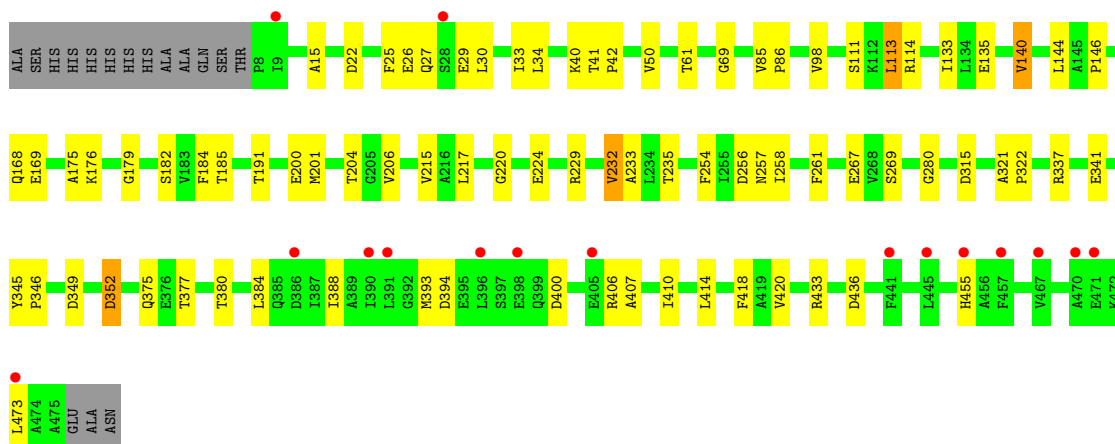 ALA SER HIS HIS HIS HIS HIS HIS ALA ALA GLN SER THR P8 I9 A15 D22 F25 E26 Q27 S28 E29 L30 I33 L34 K40 T41 P42 V50 T61 G69 V85 P86 V98 S111 K112 L113 R114 I133 L134 E135 V140 L144 A145 P146
Q168 E169 A175 K176 G179 S182 V183 F184 T185 T191 E200 M201 T204 G205 V206 V215 A216 L217 G220 E224 R229 V232 A233 L234 T235 F254 I255 D256 N257 I258 F261 E267 V268 S269 G280 D315 A321 P322 R337 E341
Y345 P346 D349 D352 Q375 E376 T377 T380 L384 Q385 D386 I387 I388 A389 I390 L391 G392 M393 D394 E395 L396 S397 E398 Q399 D400 E405 R406 A407 I410 L414 F418 A419 V420 R433 D436 F441 L445 H455 A456 F457 V467 A470 E471 K472
L473 A474 A475 GLU ALA ASN